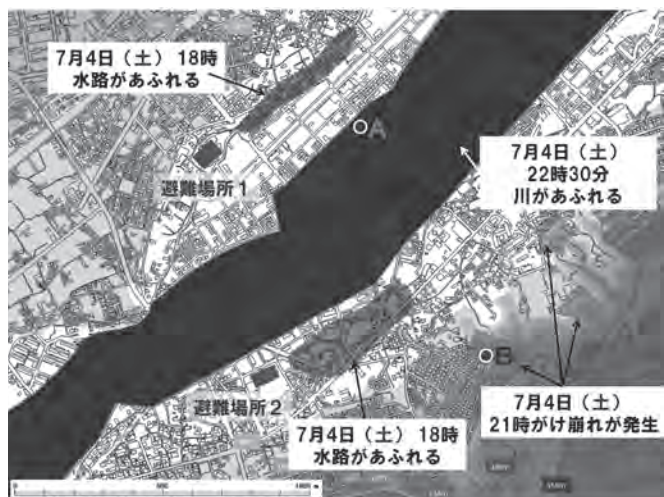 7月4日（土）18時
水路があふれる
A
7月4日（土）
22時30分
川があふれる
避難場所1
B
避難場所2
7月4日（土）
21時がけ崩れが発生
7月4日（土）18時
水路があふれる